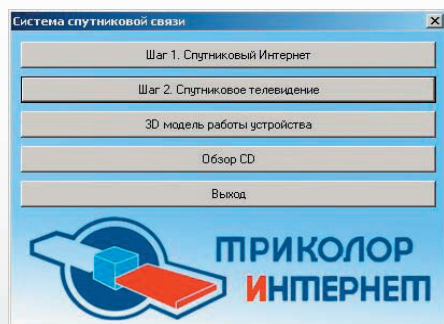 Система спутниковой связи
Шаг 1. Спутниковый Интернет
Шаг 2. Спутниковое телевидение
3D модель работы устройства
Обзор CD
Выход
ТРИКОЛОР
ИНТЕРНЕТ